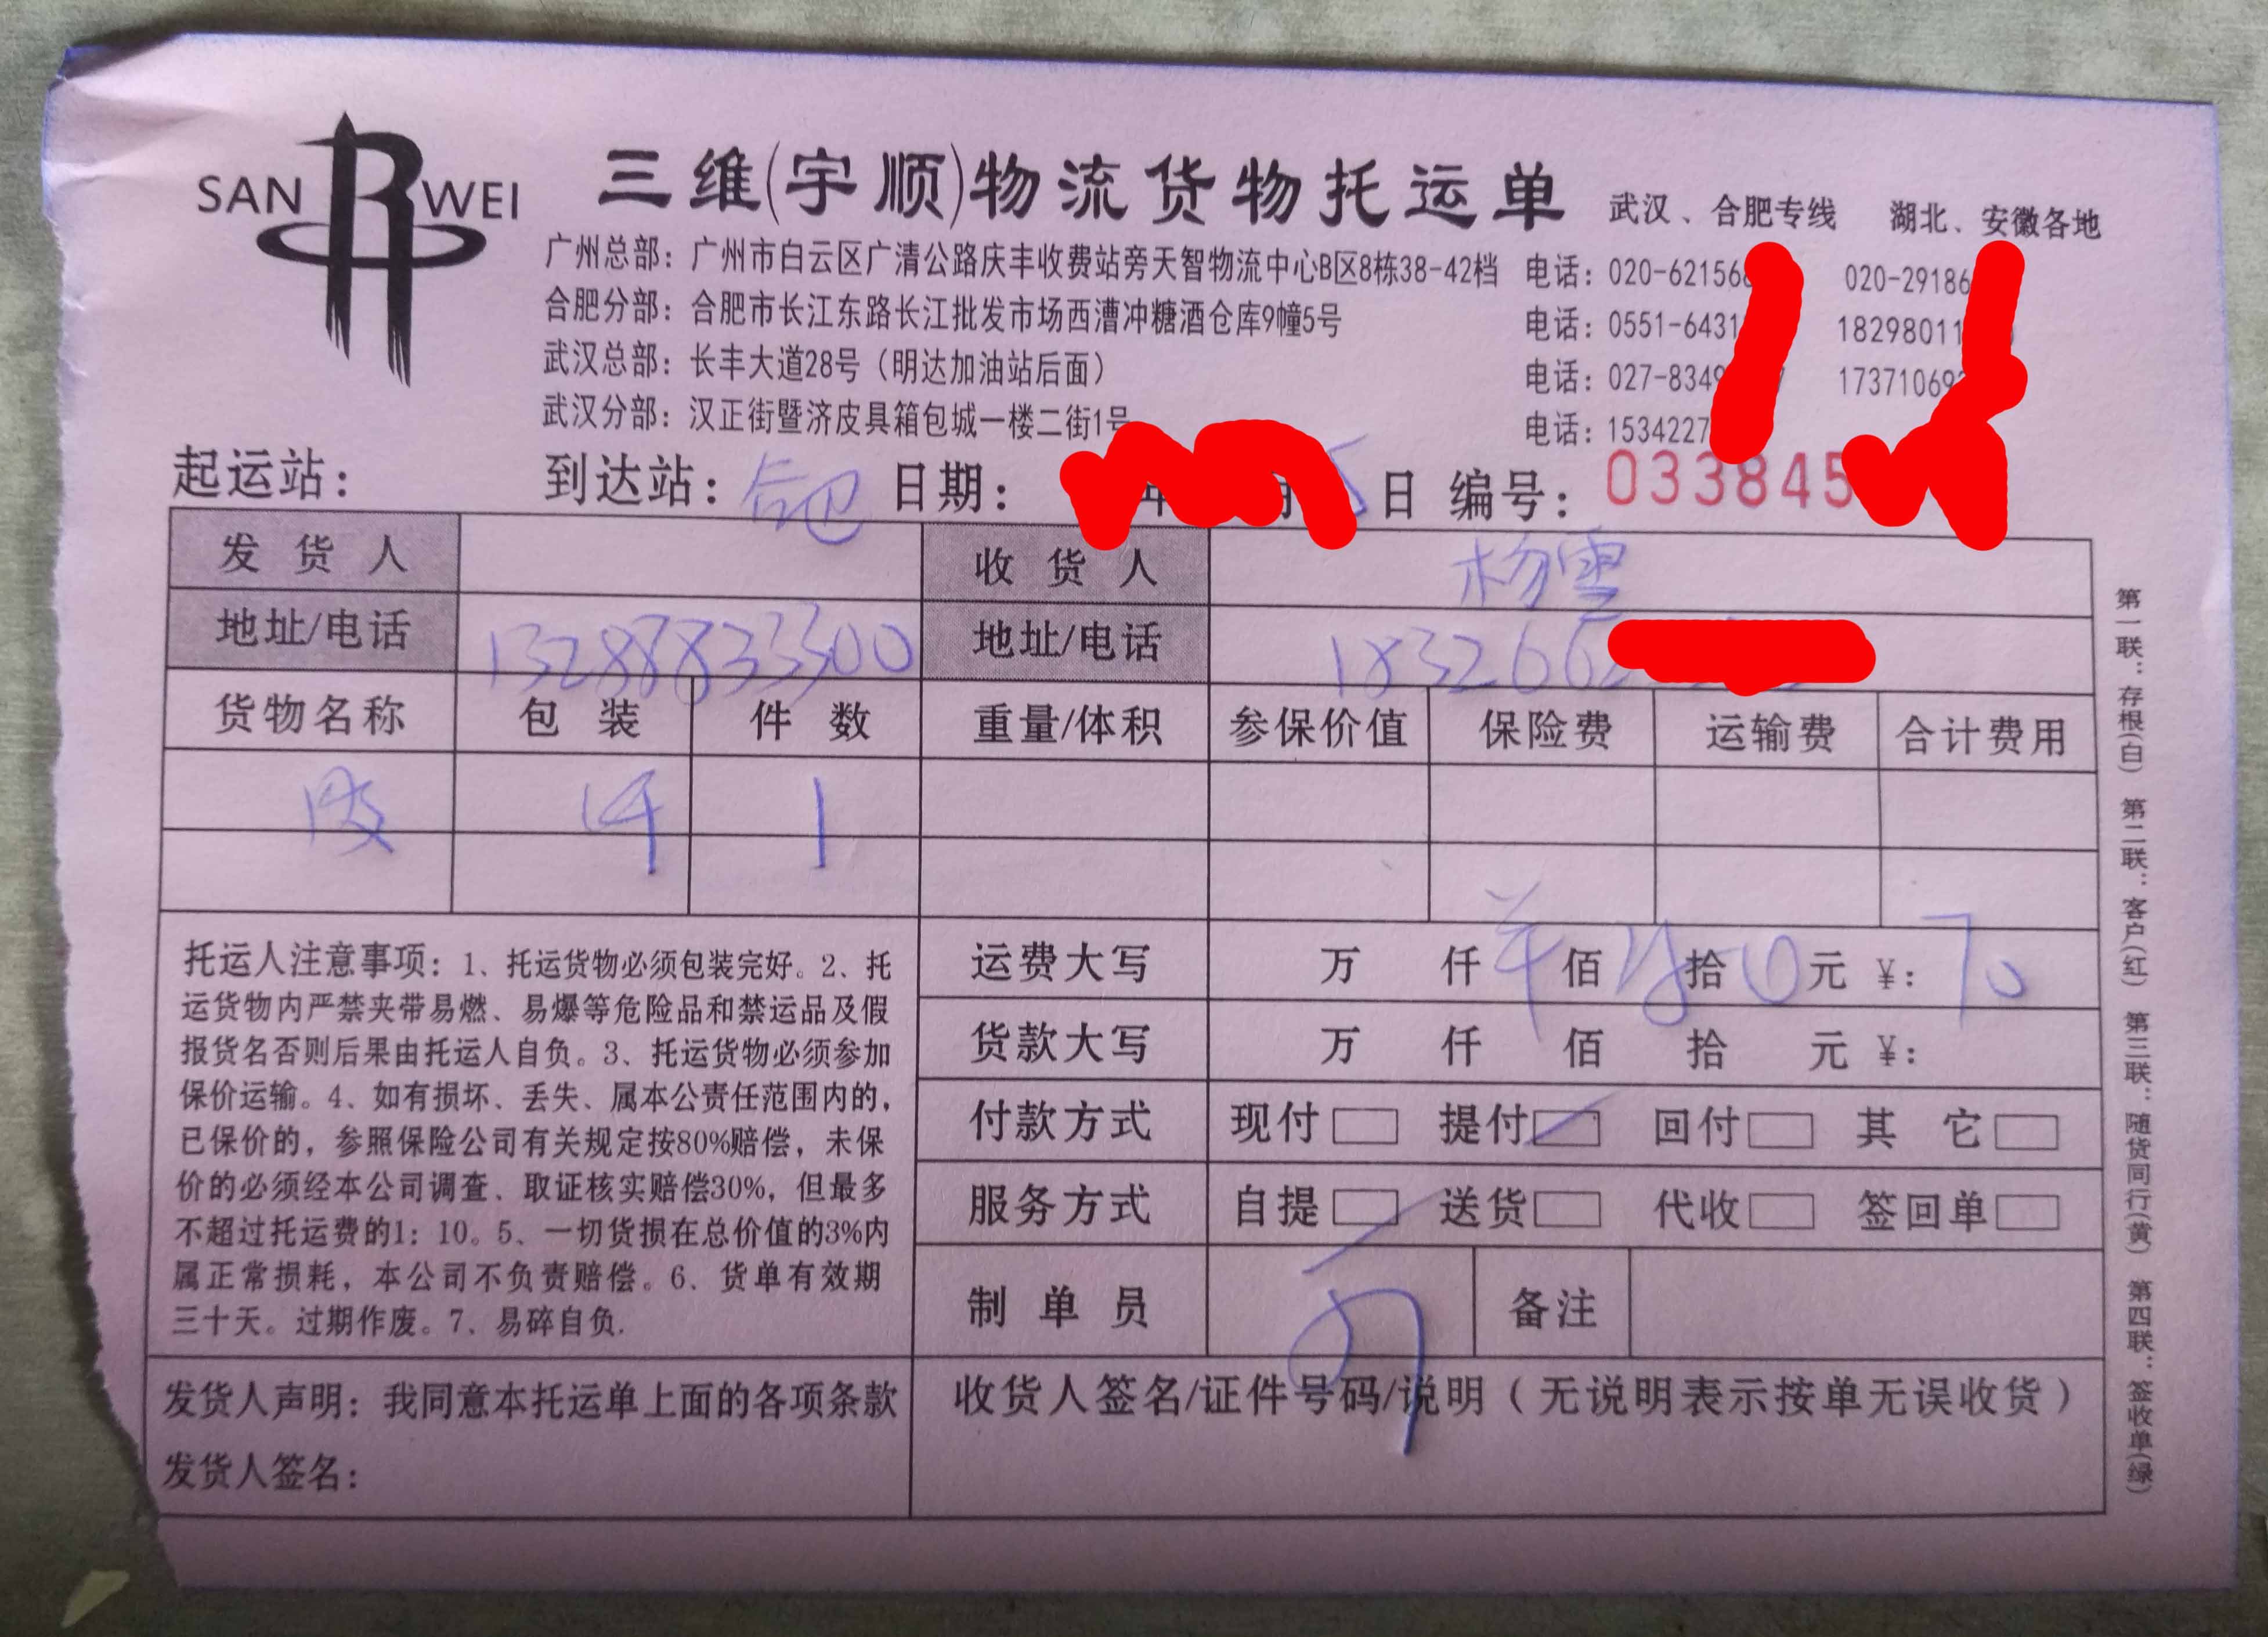 SAN R WEI
三维(宇顺)物流货物托运单 武汉、合肥专线 湖北、安徽各地
广州总部：广州市白云区广清公路庆丰收费站旁天智物流中心B区8栋38-42档 电话：020-62156 020-29186
合肥分部：合肥市长江东路长江批发市场西漕冲糖酒仓库9幢5号 电话：0551-6431 18298011
武汉总部：长丰大道28号（明达加油站后面） 电话：027-8349 17371069
武汉分部：汉正街暨济皮具箱包城一楼二街1号 电话：1534227
起运站： 到达站：合肥 日期： 年 月 5 日 编号：033845
发货人 收货人 杨雪
地址/电话 13288833300 地址/电话 183266
货物名称 包装 件数 重量/体积 参保价值 保险费 运输费 合计费用
皮 1
托运人注意事项：1、托运货物必须包装完好。2、托
运货物内严禁夹带易燃、易爆等危险品和禁运品及假
报货名否则后果由托运人自负。3、托运货物必须参加
保价运输。4、如有损坏、丢失、属本公责任范围内的，
已保价的，参照保险公司有关规定按80%赔偿，未保
价的必须经本公司调查、取证核实赔偿30%，但最多
不超过托运费的1：10。5、一切货损在总价值的3%内
属正常损耗，本公司不负责赔偿。6、货单有效期
三十天。过期作废。7、易碎自负.
运费大写 万 仟 佰 拾 0 元 ¥：70
货款大写 万 仟 佰 拾 元 ¥：
付款方式 现付 提付 回付 其它
服务方式 自提 送货 代收 签回单
制单员 备注
发货人声明：我同意本托运单上面的各项条款
发货人签名：
收货人签名/证件号码/说明（无说明表示按单无误收货）
第一联：存根(白) 第二联：客户(红) 第三联：随货同行(黄) 第四联：签收单(绿)